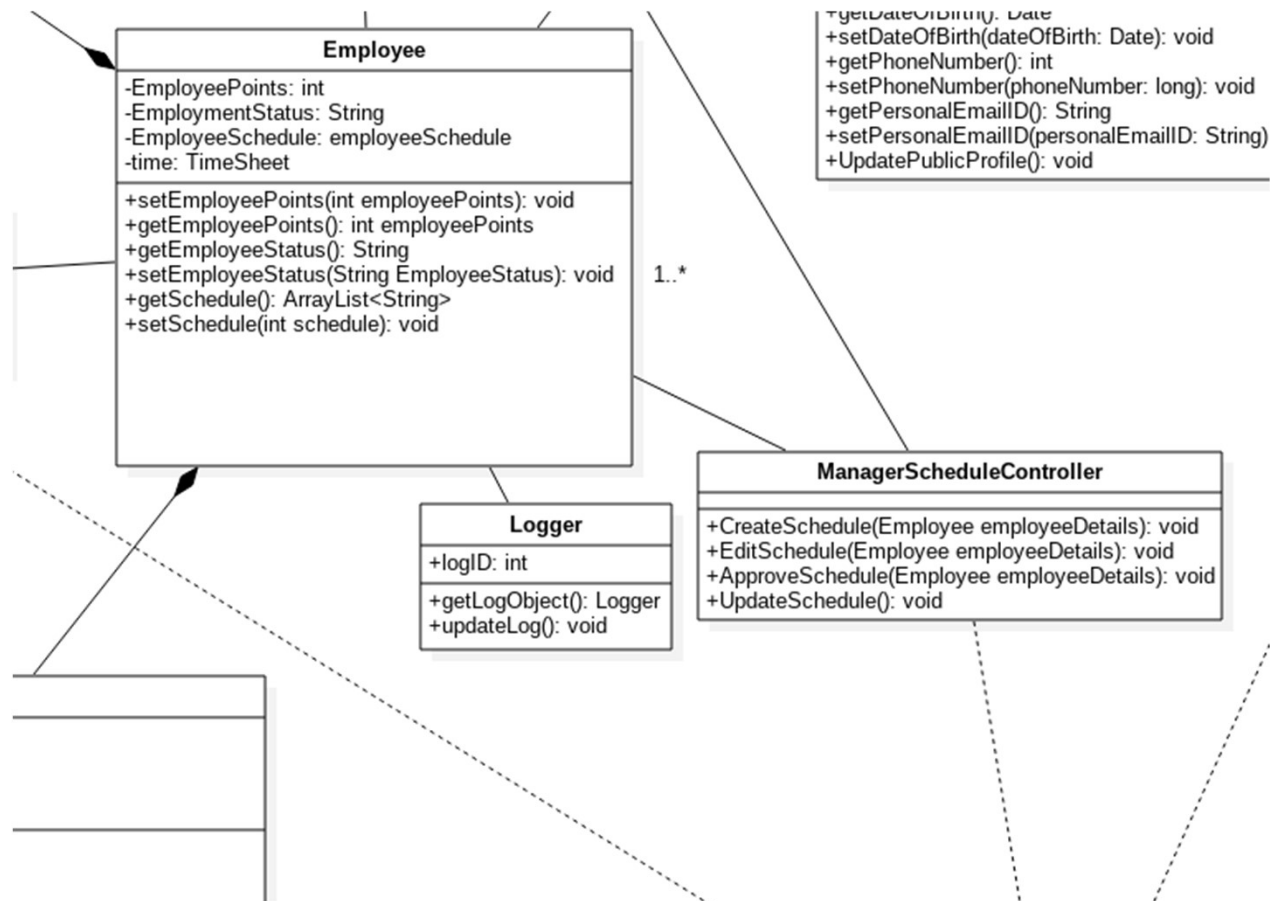 Employee
-EmployeePoints: int
-EmploymentStatus: String
-EmployeeSchedule: employeeSchedule
-time: TimeSheet
+setEmployeePoints(int employeePoints): void
+getEmployeePoints(): int employeePoints
+getEmployeeStatus(): String
+setEmployeeStatus(String EmployeeStatus): void
+getSchedule(): ArrayList<String>
+setSchedule(int schedule): void
1..*
+getDateOfBirth(): Date
+setDateOfBirth(dateOfBirth: Date): void
+getPhoneNumber(): int
+setPhoneNumber(phoneNumber: long): void
+getPersonalEmailID(): String
+setPersonalEmailID(personalEmailID: String)
+UpdatePublicProfile(): void
Logger
+logID: int
+getLogObject(): Logger
+updateLog(): void
ManagerScheduleController
+CreateSchedule(Employee employeeDetails): void
+EditSchedule(Employee employeeDetails): void
+ApproveSchedule(Employee employeeDetails): void
+UpdateSchedule(): void